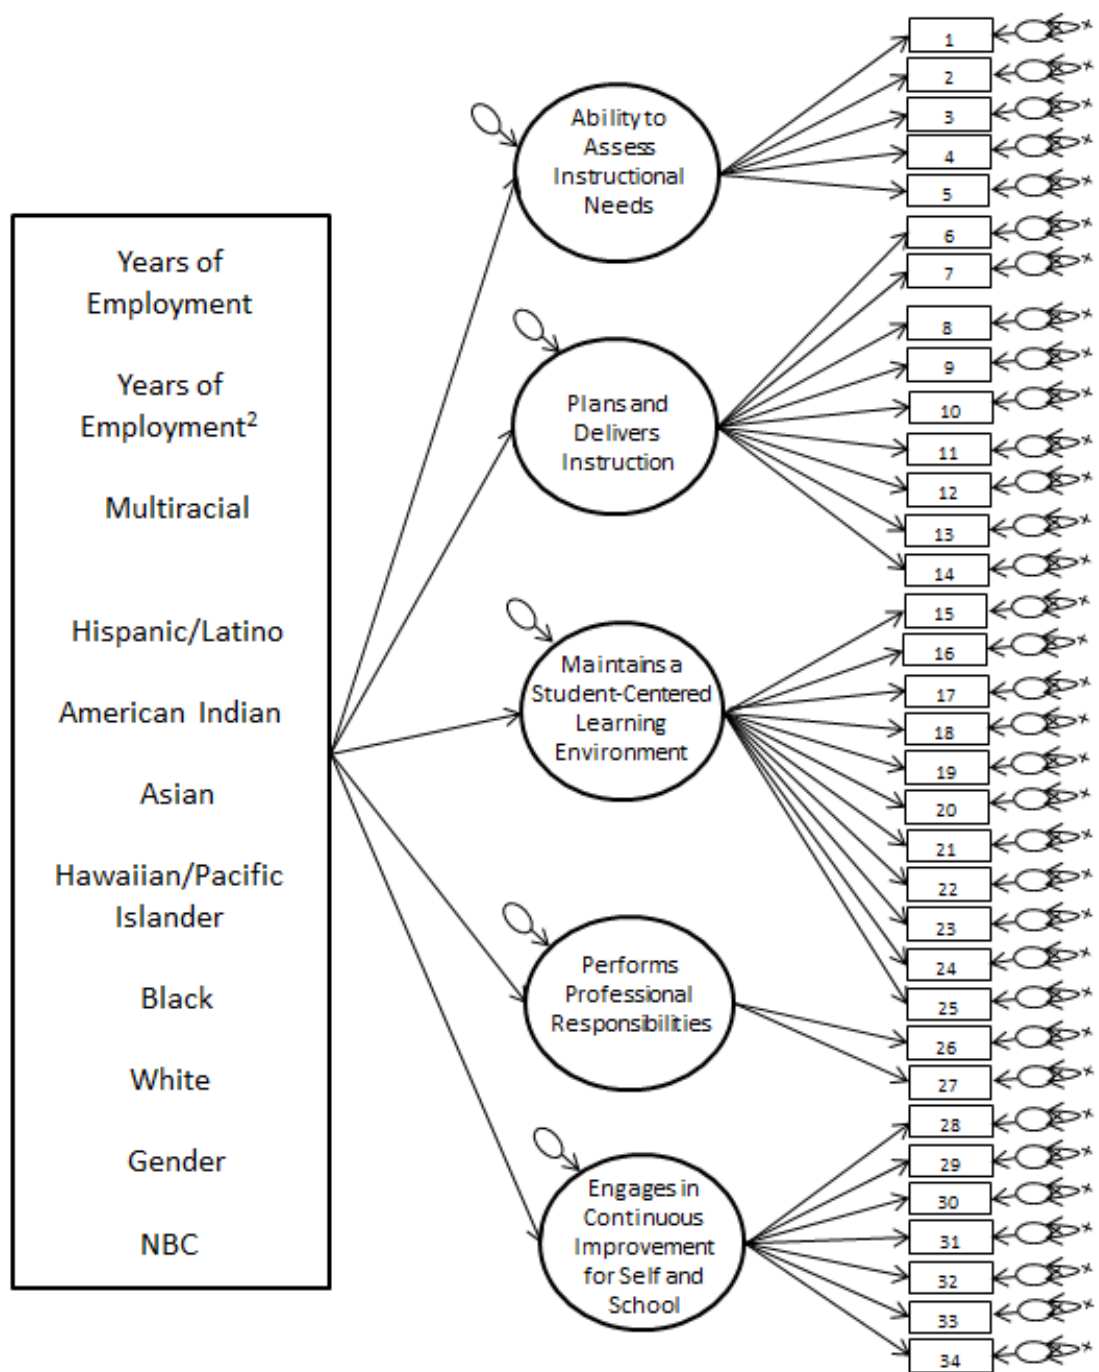 Years of
Employment
Years of
Employment²
Multiracial
Hispanic/Latino
American Indian
Asian
Hawaiian/Pacific
Islander
Black
White
Gender
NBC
Ability to
Assess
Instructional
Needs
Plans and
Delivers
Instruction
Maintains a
Student-Centered
Learning
Environment
Performs
Professional
Responsibilities
Engages in
Continuous
Improvement
for Self and
School
1
2
3
4
5
6
7
8
9
10
11
12
13
14
15
16
17
18
19
20
21
22
23
24
25
26
27
28
29
30
31
32
33
34